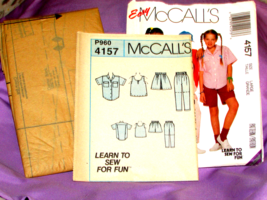 P960
4157
McCALL'S
LEARN TO
SEW
FOR FUN
Easy
McCALL'S
4157
LEARN TO SEW FOR
FUN